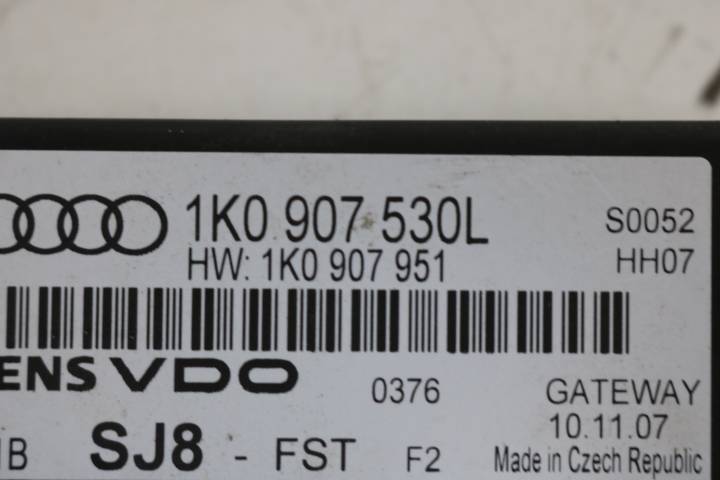 1K0 907 530L S0052
HW: 1K0 907 951 HH07
ENS VDO 0376 GATEWAY
10.11.07
SJ8 - FST F2 Made in Czech Republic